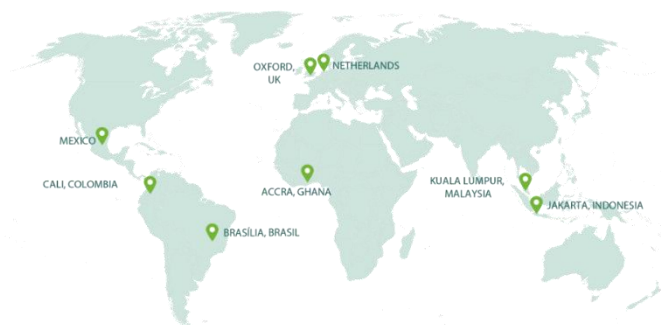 OXFORD,
UK
NETHERLANDS
MEXICO
CALI, COLOMBIA
ACCRA, GHANA
KUALA LUMPUR,
MALAYSIA
JAKARTA, INDONESIA
BRASÍLIA, BRASIL